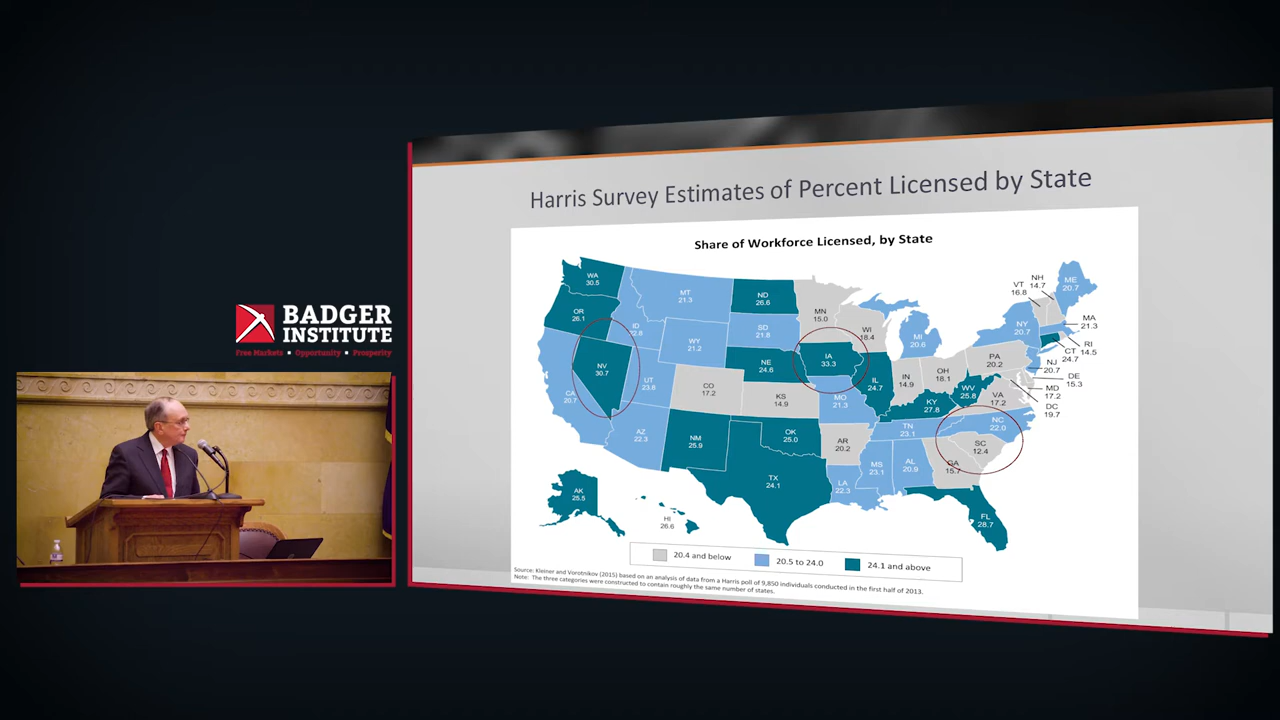 BADGER
INSTITUTE
Free Markets ▪ Opportunity ▪ Prosperity
Harris Survey Estimates of Percent Licensed by State
Share of Workforce Licensed, by State
WA
30.5
OR
26.1
CA
20.7
NV
30.7
ID
22.8
MT
21.3
WY
21.2
UT
23.8
AZ
22.3
CO
17.2
NM
25.9
ND
26.6
SD
21.8
NE
24.6
KS
14.9
OK
25.0
TX
24.1
MN
15.0
IA
33.3
MO
21.3
AR
20.2
LA
22.3
WI
18.4
IL
24.7
MI
20.6
IN
14.9
OH
18.1
KY
27.8
TN
23.1
MS
23.1
AL
20.9
GA
15.7
FL
28.7
SC
12.4
NC
22.0
VA
17.2
WV
25.8
PA
20.2
NY
20.7
VT
16.8
NH
14.7
ME
20.7
MA
21.3
RI
14.5
CT
24.7
NJ
20.7
DE
15.3
MD
17.2
DC
19.7
AK
25.5
HI
26.6
20.4 and below
20.5 to 24.0
24.1 and above
Source: Kleiner and Vorotnikov (2015) based on an analysis of data from a Harris poll of 9,850 individuals conducted in the first half of 2013.
Note: The three categories were constructed to contain roughly the same number of states.